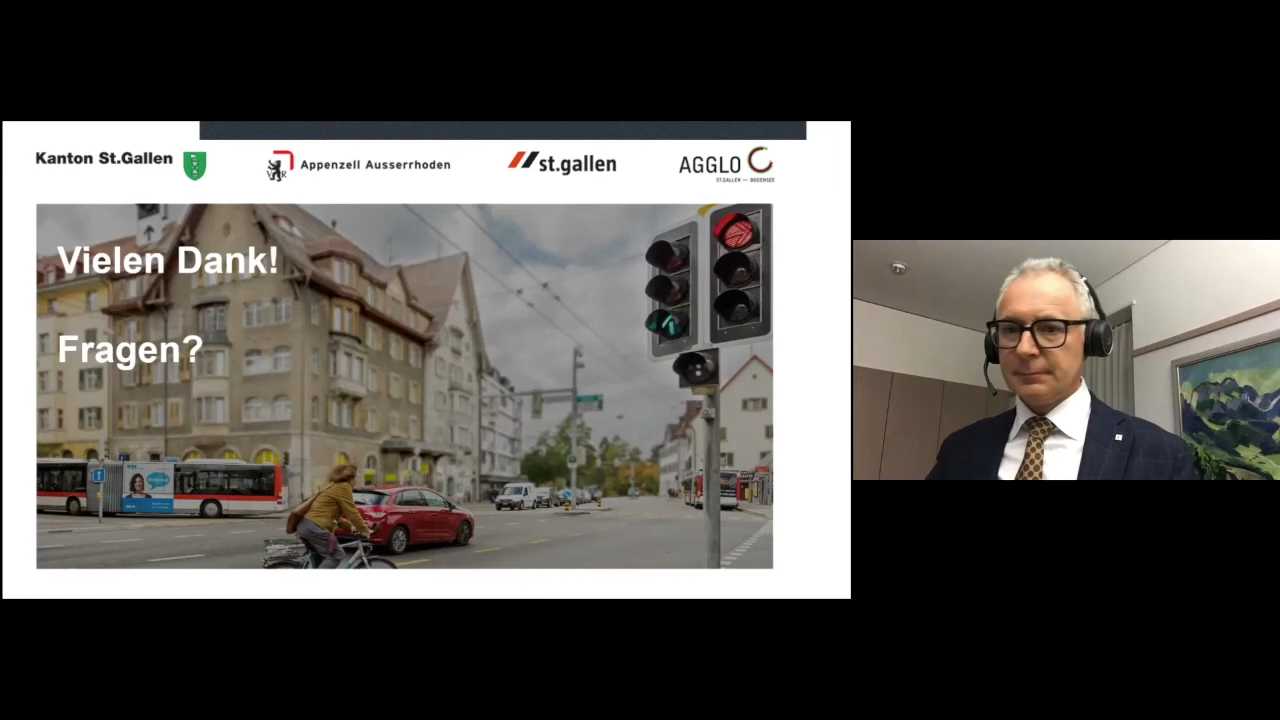 Kanton St.Gallen
Appenzell Ausserrhoden
st.gallen
AGGLO
ST.GALLEN — BODENSEE
Vielen Dank!
Fragen?